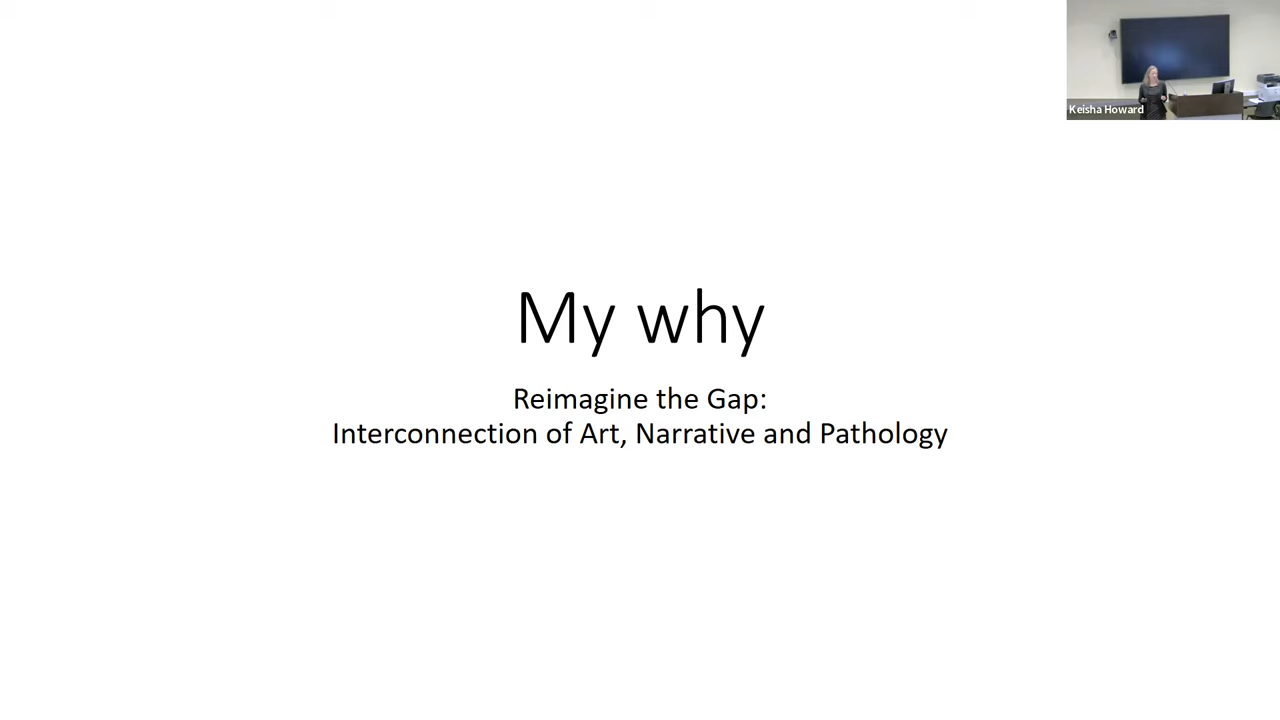 Keisha Howard
My why
Reimagine the Gap:
Interconnection of Art, Narrative and Pathology